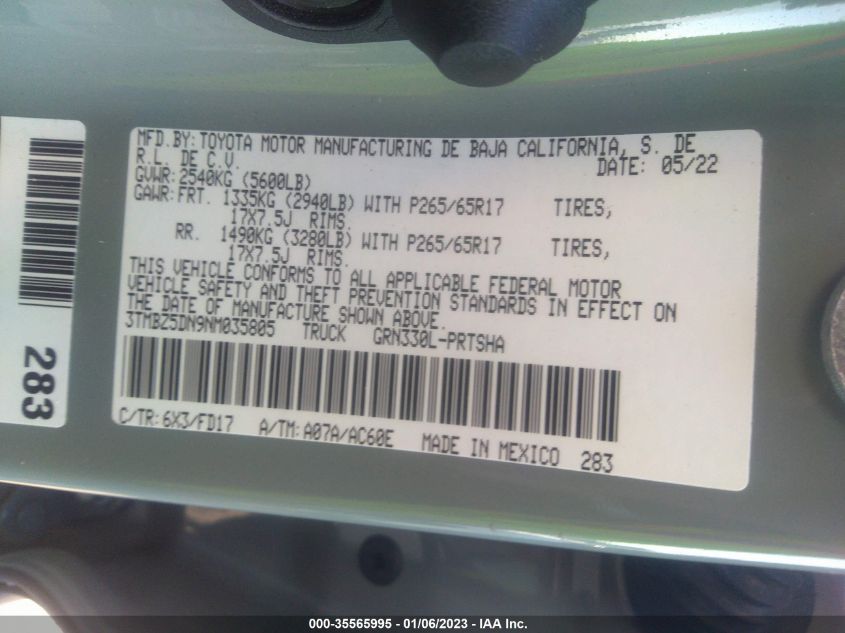 MFD.BY:TOYOTA MOTOR MANUFACTURING DE BAJA CALIFORNIA, S. DE
R.L. DE C.V. DATE: 05/22
GVWR: 2540KG (5600LB)
GAWR:FRT. 1335KG (2940LB) WITH P265/65R17 TIRES,
17X7.5J RIMS.
RR. 1490KG (3280LB) WITH P265/65R17 TIRES,
17X7.5J RIMS.
THIS VEHICLE CONFORMS TO ALL APPLICABLE FEDERAL MOTOR
VEHICLE SAFETY AND THEFT PREVENTION STANDARDS IN EFFECT ON
THE DATE OF MANUFACTURE SHOWN ABOVE.
3TMBZ5DN9NM035805 TRUCK GRN330L-PRTSHA
C/TR:6X3/FD17 A/TM:A07A/AC60E MADE IN MEXICO 283
283
000-35565995 - 01/06/2023 - IAA Inc.